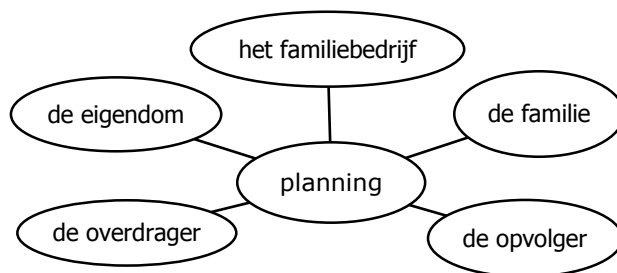 het familiebedrijf
de eigendom
de familie
planning
de overdrager
de opvolger